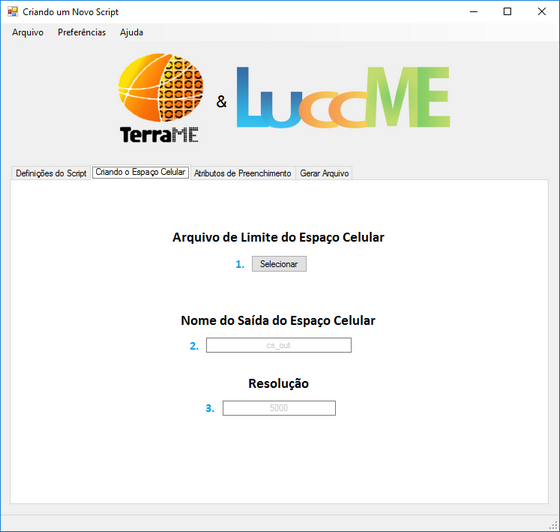 Criando um Novo Script
Arquivo Preferências Ajuda
TerraME & LuccME
Definições do Script Criando o Espaço Celular Atributos de Preenchimento Gerar Arquivo
Arquivo de Limite do Espaço Celular
1. Selecionar
Nome do Saída do Espaço Celular
2. cs_out
Resolução
3. 5000